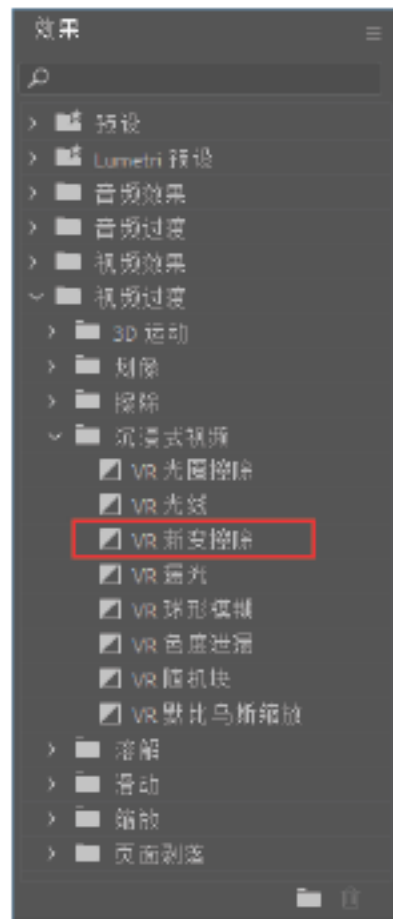 效果
预设
Lumetri 预设
音频效果
音频过渡
视频效果
视频过渡
3D 运动
划像
擦除
沉浸式视频
VR 光圈擦除
VR 光线
VR 渐变擦除
VR 漏光
VR 球形模糊
VR 色度泄漏
VR 随机块
VR 默比乌斯缩放
溶解
滑动
缩放
页面剥落